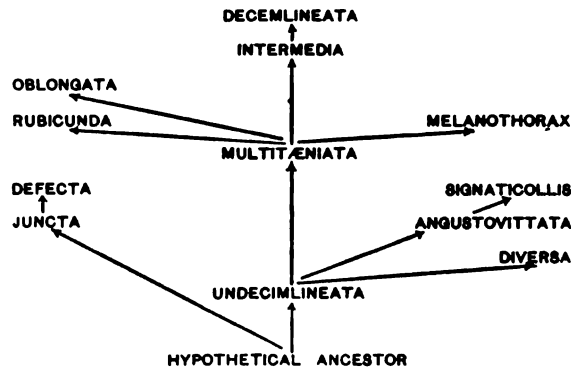 DECEMLINEATA
INTERMEDIA
OBLONGATA
RUBICUNDA
MELANOTHORAX
MULTITÆNIATA
DEFECTA
SIGNATICOLLIS
JUNCTA
ANGUSTOVITTATA
DIVERSA
UNDECIMLINEATA
HYPOTHETICAL ANCESTOR